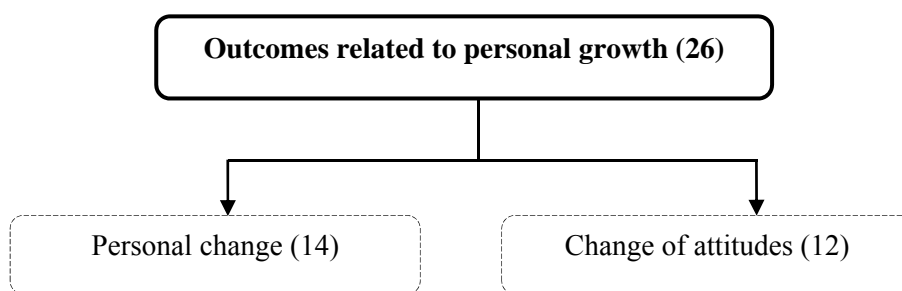 Outcomes related to personal growth (26)
Personal change (14)
Change of attitudes (12)